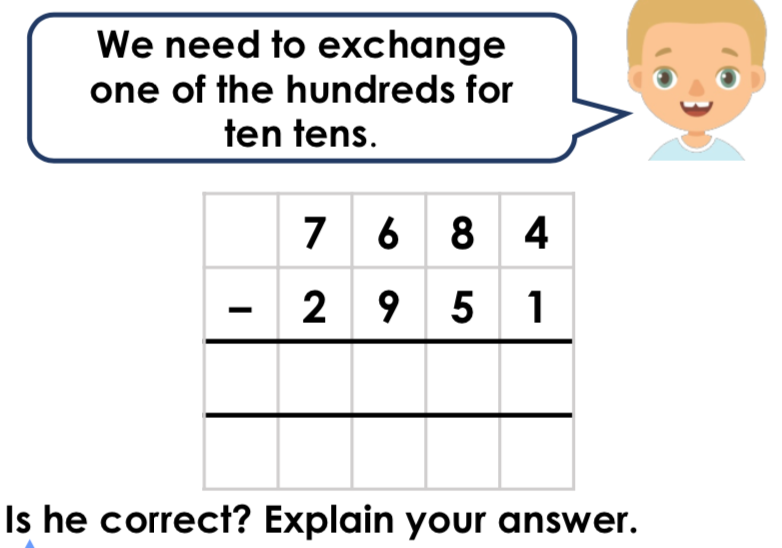 We need to exchange
one of the hundreds for
ten tens.
7 6 8 4
– 2 9 5 1
Is he correct? Explain your answer.